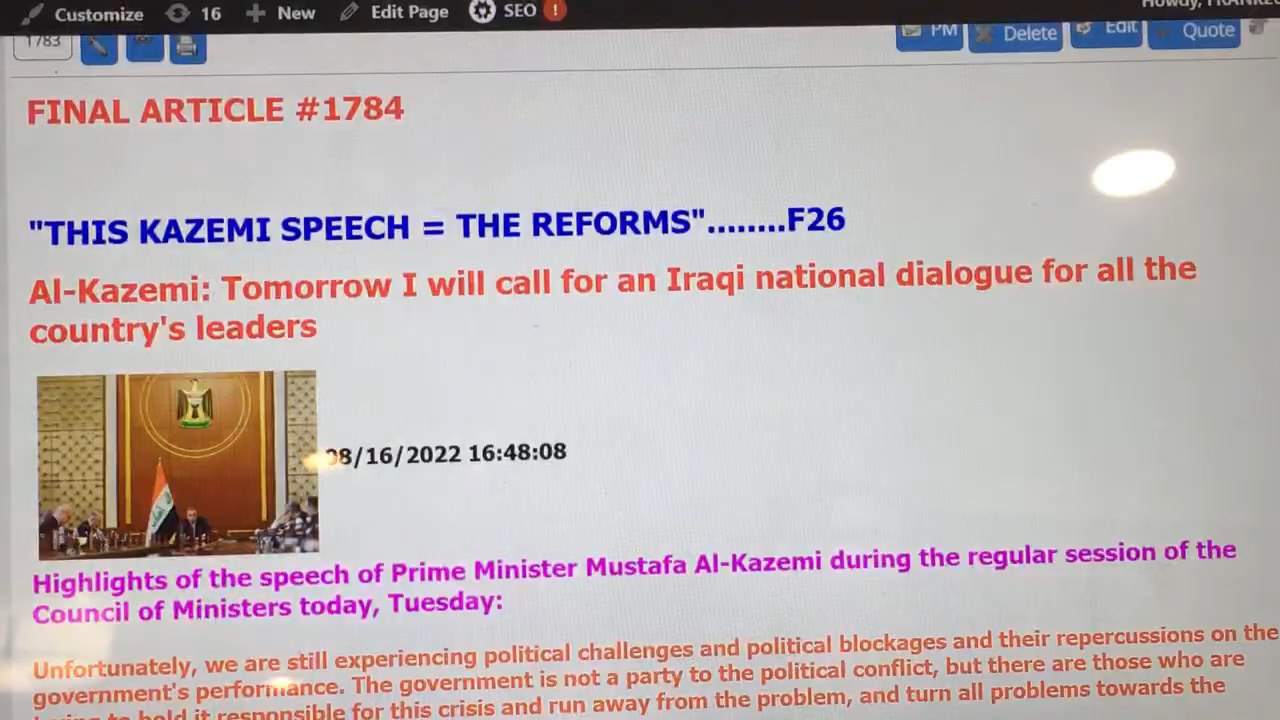 Customize 16 New Edit Page SEO !
1783 PM Delete Edit Quote
FINAL ARTICLE #1784
"THIS KAZEMI SPEECH = THE REFORMS"........F26
Al-Kazemi: Tomorrow I will call for an Iraqi national dialogue for all the
country's leaders
08/16/2022 16:48:08
Highlights of the speech of Prime Minister Mustafa Al-Kazemi during the regular session of the
Council of Ministers today, Tuesday:
Unfortunately, we are still experiencing political challenges and political blockages and their repercussions on the
government's performance. The government is not a party to the political conflict, but there are those who are
hold it responsible for this crisis and run away from the problem, and turn all problems towards the